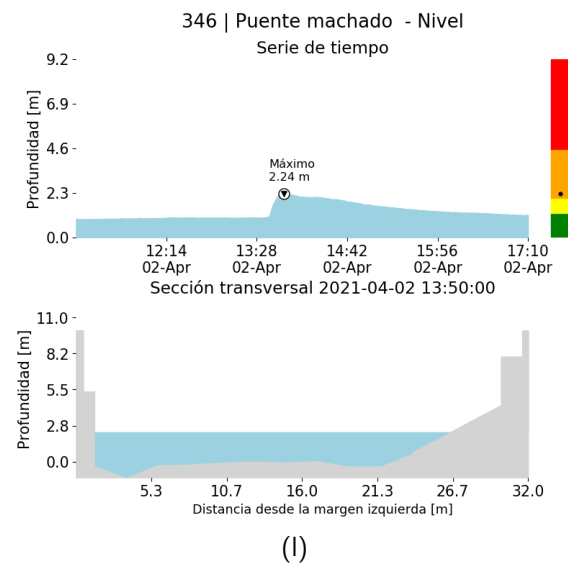 346 | Puente machado - Nivel
Serie de tiempo
Profundidad [m]
9.2
6.9
4.6
2.3
0.0
Máximo
2.24 m
12:14 13:28 14:42 15:56 17:10
02-Apr 02-Apr 02-Apr 02-Apr 02-Apr
Sección transversal 2021-04-02 13:50:00
Profundidad [m]
11.0
8.2
5.5
2.8
0.0
5.3 10.7 16.0 21.3 26.7 32.0
Distancia desde la margen izquierda [m]
(l)